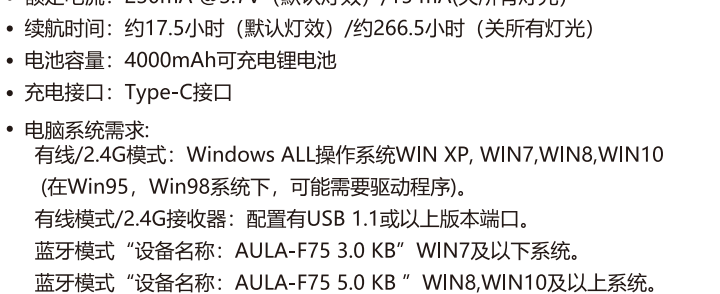 • 续航时间：约17.5小时（默认灯效）/约266.5小时（关所有灯光）
• 电池容量：4000mAh可充电锂电池
• 充电接口：Type-C接口
• 电脑系统需求:
有线/2.4G模式：Windows ALL操作系统WIN XP, WIN7,WIN8,WIN10
(在Win95，Win98系统下，可能需要驱动程序)。
有线模式/2.4G接收器：配置有USB 1.1或以上版本端口。
蓝牙模式“设备名称：AULA-F75 3.0 KB”WIN7及以下系统。
蓝牙模式“设备名称：AULA-F75 5.0 KB ”WIN8,WIN10及以上系统。